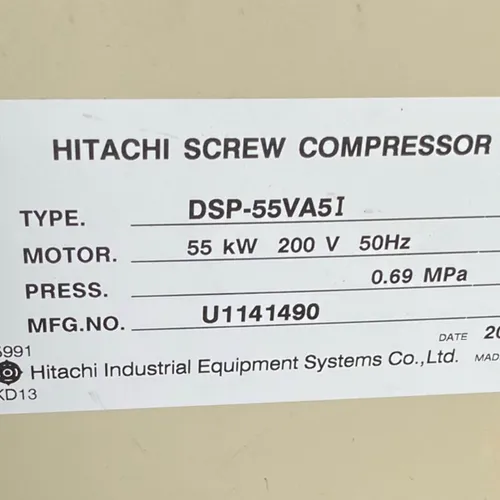 HITACHI SCREW COMPRESSOR
TYPE. DSP-55VA5I
MOTOR. 55 kW 200 V 50Hz
PRESS. 0.69 MPa
MFG.NO. U1141490
DATE 20
5991
Hitachi Industrial Equipment Systems Co.,Ltd. MADE
KD13